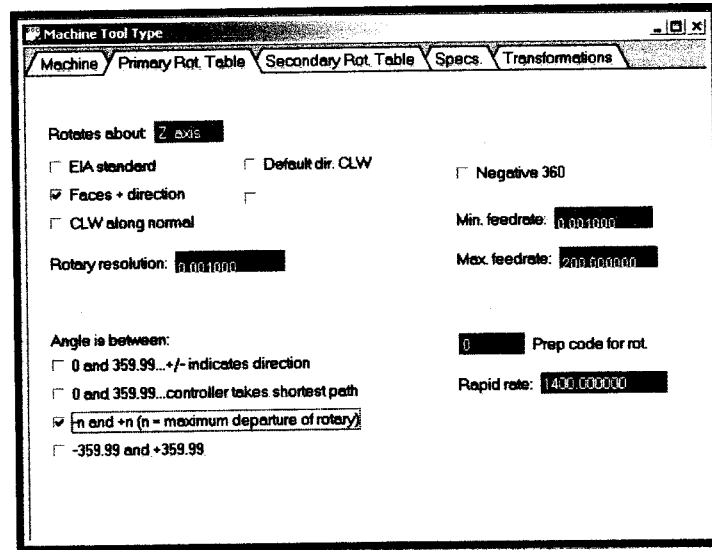 Machine Tool Type
Machine Primary Rot. Table Secondary Rot. Table Specs. Transformations
Rotates about: Z axis
EIA standard Default dir. CLW Negative 360
Faces + direction
CLW along normal Min. feedrate: 0.001000
Rotary resolution: 0.001000 Max. feedrate: 200.000000
Angle is between: 0 Prep code for rot.
0 and 359.99...+/- indicates direction
0 and 359.99...controller takes shortest path Rapid rate: 1400.000000
-n and +n (n = maximum departure of rotary)
-359.99 and +359.99